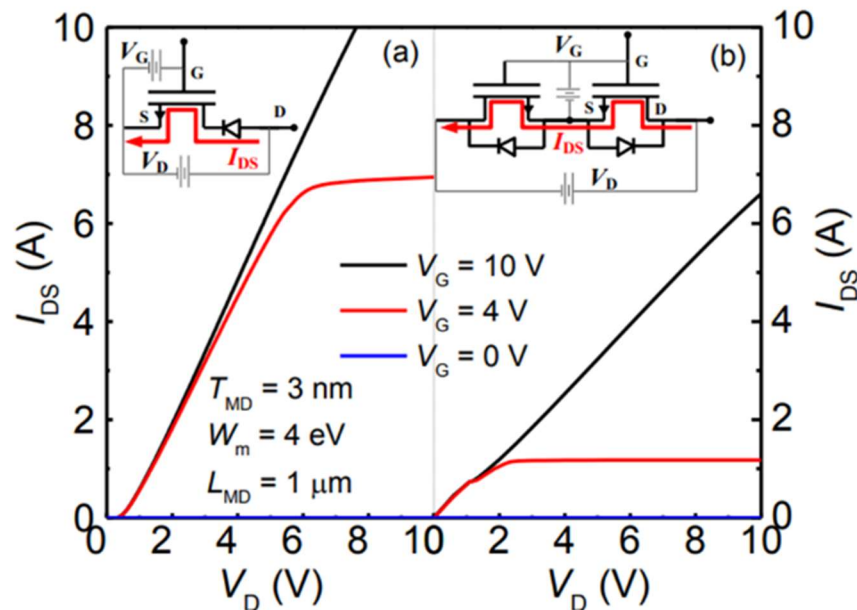 10
(a)
V_G
G
S
D
V_D
I_DS
8
6
4
2
0
I_DS (A)
V_G = 10 V
V_G = 4 V
V_G = 0 V
T_MD = 3 nm
W_m = 4 eV
L_MD = 1 μm
0 2 4 6 8 10
V_D (V)
(b)
V_G
G
S
D
I_DS
V_D
0 2 4 6 8 10
V_D (V)
10
8
6
4
2
0
I_DS (A)